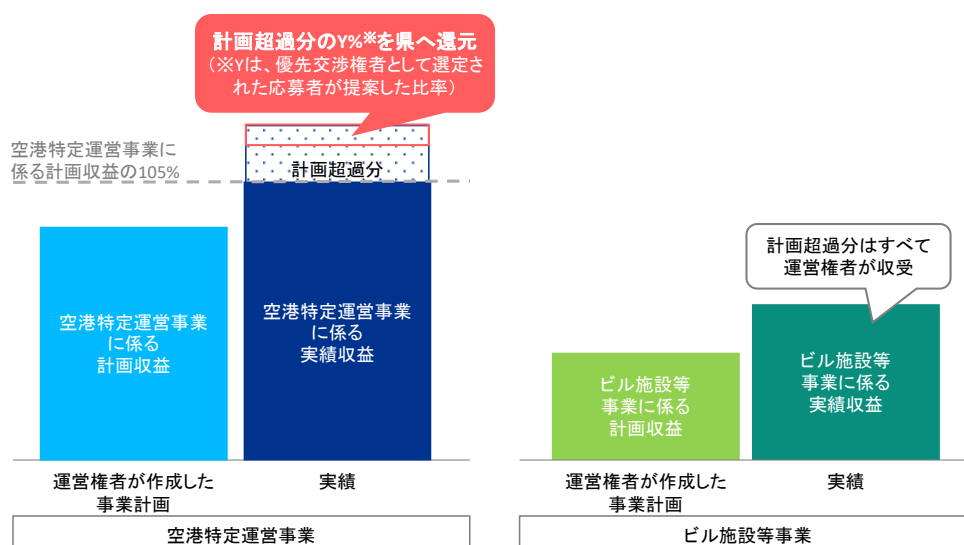 計画超過分のY%※を県へ還元
(※Yは、優先交渉権者として選定さ
れた応募者が提案した比率)
空港特定運営事業に
係る計画収益の105%
計画超過分
空港特定運営事業
に係る
計画収益
空港特定運営事業
に係る
実績収益
運営権者が作成した
事業計画
実績
空港特定運営事業
計画超過分はすべて
運営権者が収受
ビル施設等
事業に係る
計画収益
ビル施設等
事業に係る
実績収益
運営権者が作成した
事業計画
実績
ビル施設等事業